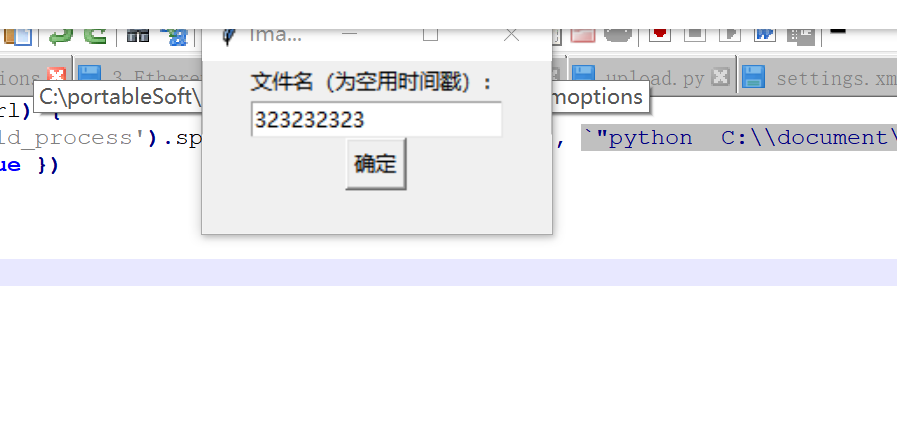 Ima...
ions
3 Ethere
upload.py
settings.xm
C:\portableSoft\
moptions
文件名（为空用时间戳）:
323232323
确定
rl) {
ld_process').sp
, `"python C:\\document\
ue })